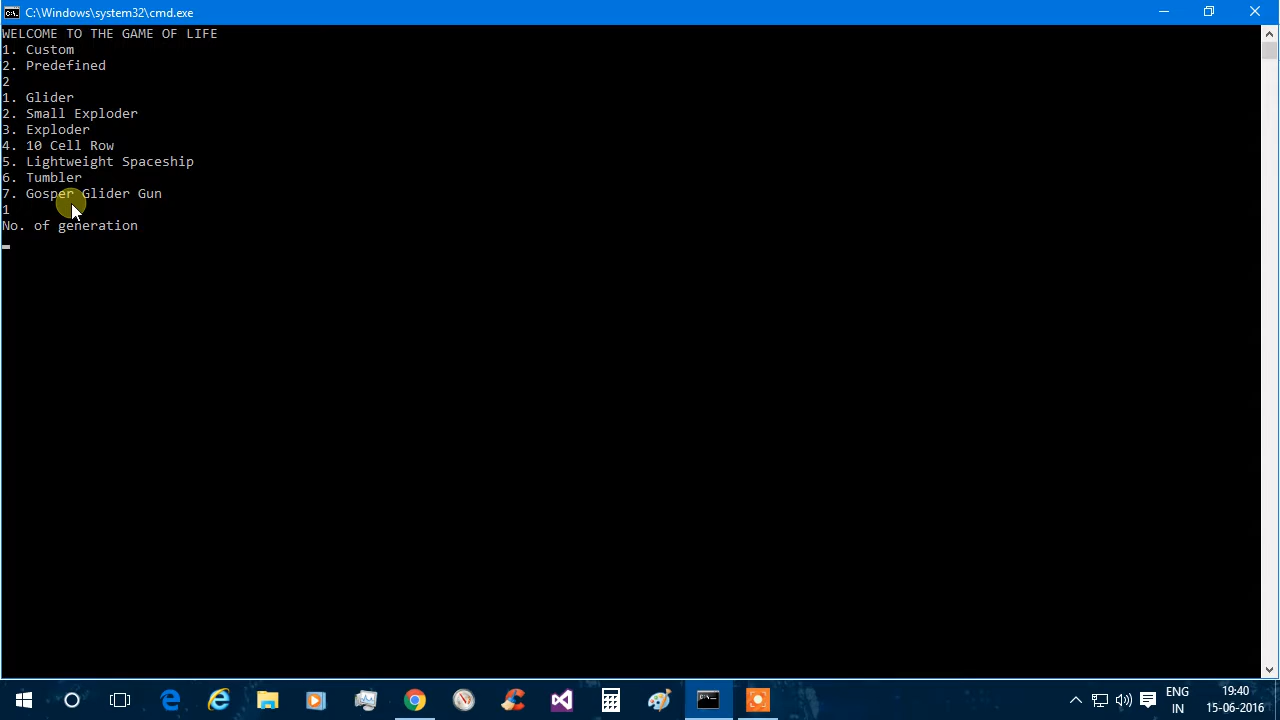 C:\Windows\system32\cmd.exe
WELCOME TO THE GAME OF LIFE
1. Custom
2. Predefined
2
1. Glider
2. Small Exploder
3. Exploder
4. 10 Cell Row
5. Lightweight Spaceship
6. Tumbler
7. Gosper Glider Gun
1
No. of generation
ENG 19:40
IN 15-06-2016